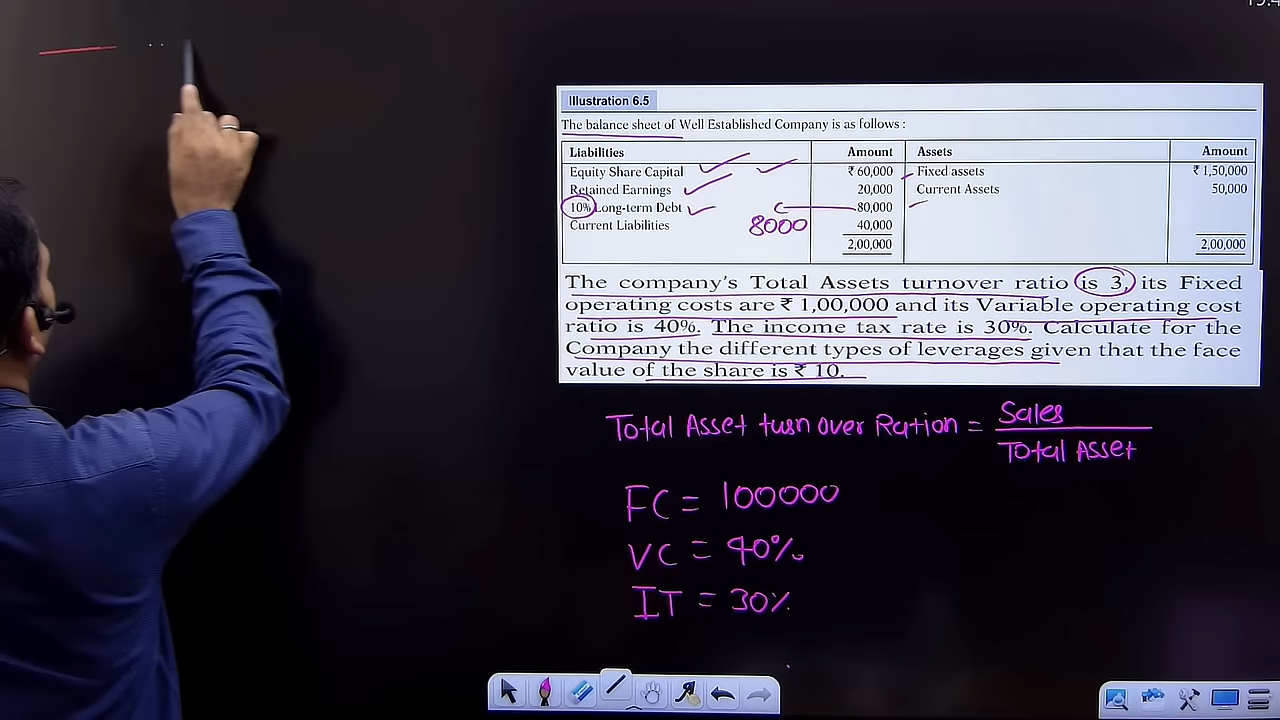 Illustration 6.5
The balance sheet of Well Established Company is as follows :
Liabilities Amount Assets Amount
Equity Share Capital ₹ 60,000 Fixed assets ₹ 1,50,000
Retained Earnings 20,000 Current Assets 50,000
10% Long-term Debt 80,000
Current Liabilities 8000 40,000
2,00,000 2,00,000
The company's Total Assets turnover ratio is 3, its Fixed
operating costs are ₹ 1,00,000 and its Variable operating cost
ratio is 40%. The income tax rate is 30%. Calculate for the
Company the different types of leverages given that the face
value of the share is ₹ 10.
Total Asset turn over Ration = Sales
Total Asset
FC = 100000
VC = 40%
IT = 30%